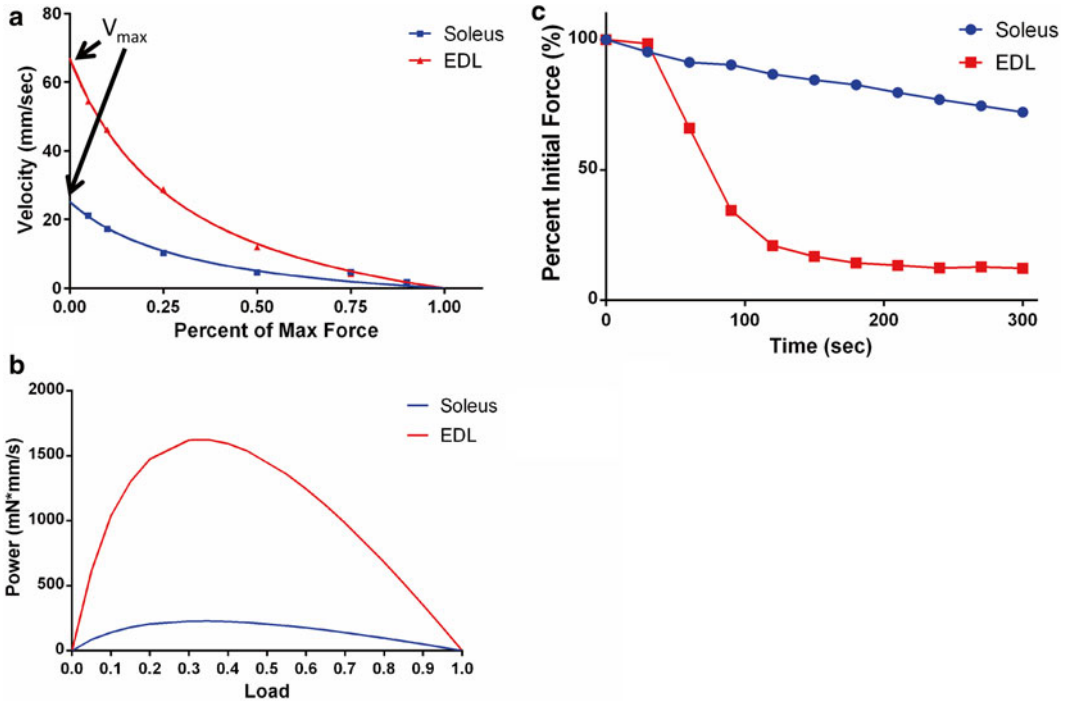 a
V max
Soleus
EDL
Velocity (mm/sec)
80
60
40
20
0
0.00 0.25 0.50 0.75 1.00
Percent of Max Force
c
Soleus
EDL
Percent Initial Force (%)
100
50
0
0 100 200 300
Time (sec)
b
Soleus
EDL
Power (mN*mm/s)
2000
1500
1000
500
0
0.0 0.1 0.2 0.3 0.4 0.5 0.6 0.7 0.8 0.9 1.0
Load